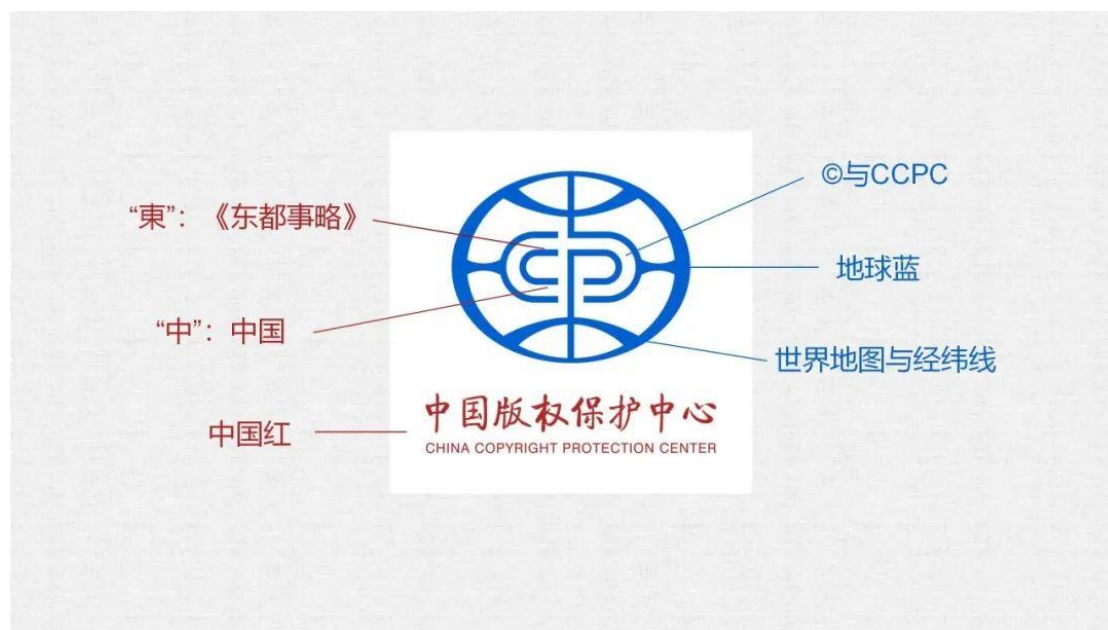 ©与CCPC
“東”：《东都事略》
地球蓝
“中”：中国
世界地图与经纬线
中国版权保护中心
中国红
CHINA COPYRIGHT PROTECTION CENTER